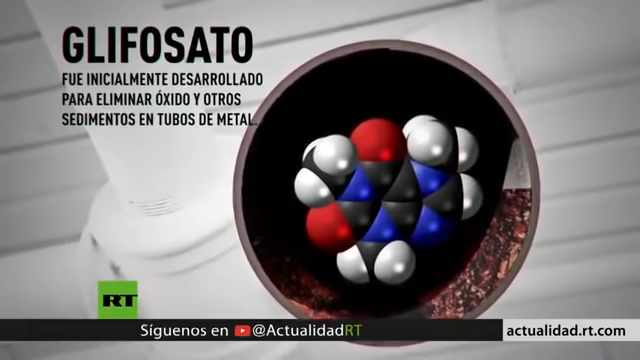 GLIFOSATO
FUE INICIALMENTE DESARROLLADO
PARA ELIMINAR ÓXIDO Y OTROS
SEDIMENTOS EN TUBOS DE METAL.
RT
Síguenos en @ActualidadRT
actualidad.rt.com